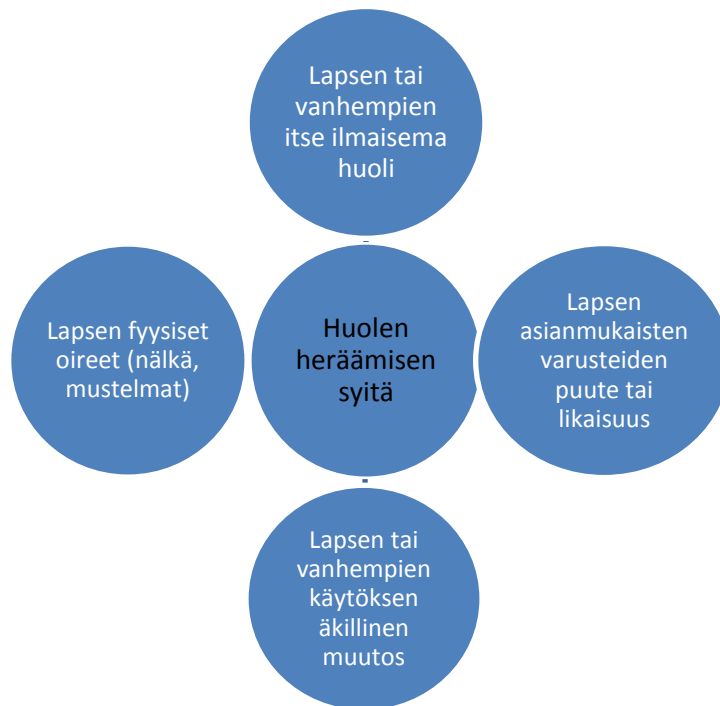 Lapsen tai
vanhempien
itse ilmaisema
huoli
Lapsen fyysiset
oireet (nälkä,
mustelmat)
Huolen
heräämisen
syitä
Lapsen
asianmukaisten
varusteiden
puute tai
likaisuus
Lapsen tai
vanhempien
käytöksen
äkillinen
muutos